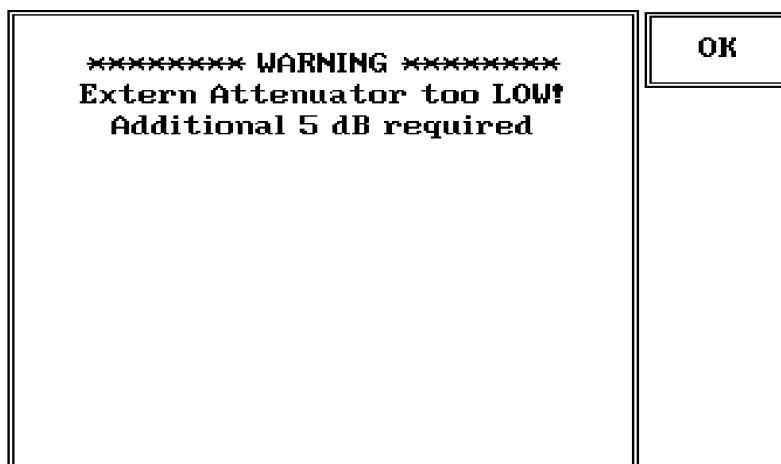 ******** WARNING ********
Extern Attenuator too LOW!
Additional 5 dB required
OK